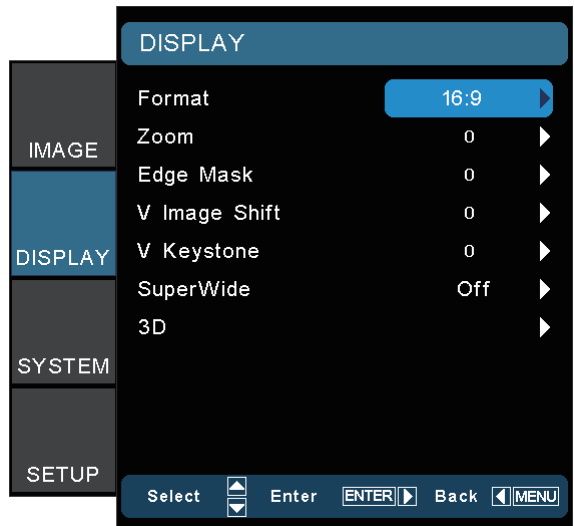 DISPLAY
IMAGE
DISPLAY
SYSTEM
SETUP
Format 16:9
Zoom 0
Edge Mask 0
V Image Shift 0
V Keystone 0
SuperWide Off
3D
Select Enter ENTER Back MENU